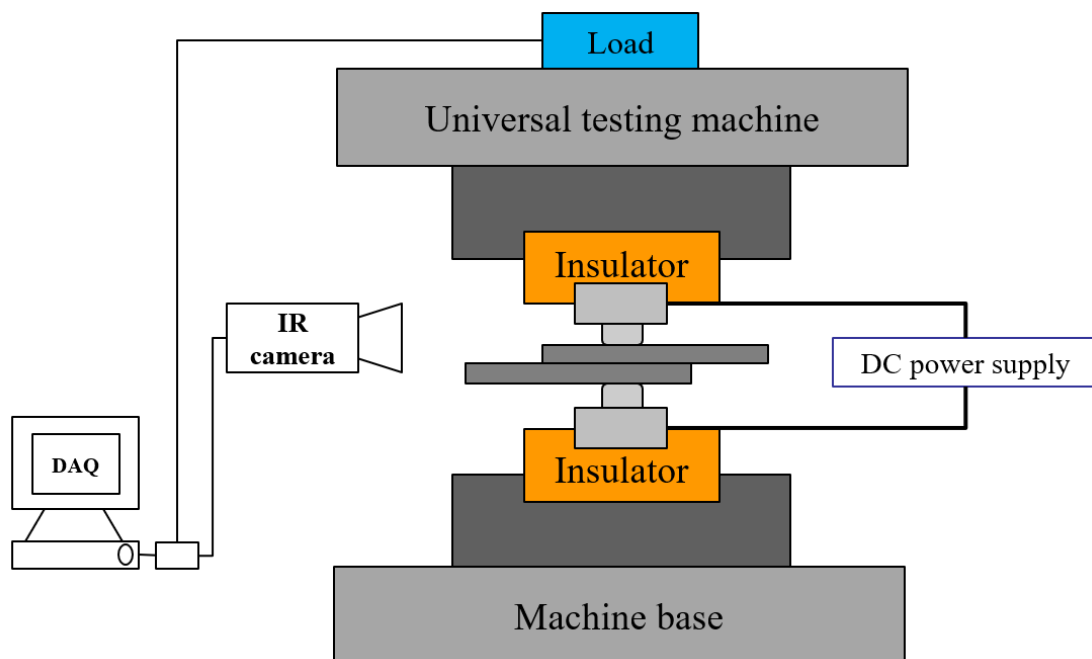 Load
Universal testing machine
Insulator
IR
camera
DC power supply
DAQ
Insulator
Machine base